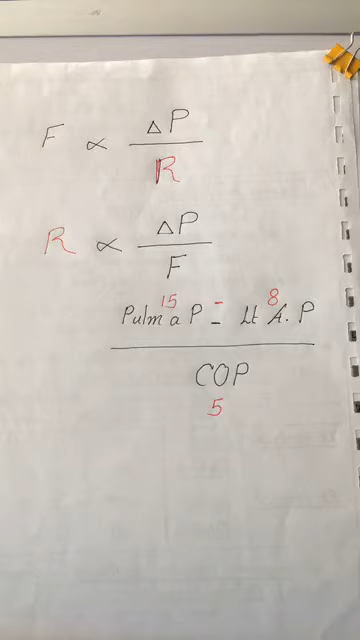 F ∝ ΔP
R
R ∝ ΔP
F
15 - 8
Pulm a P - Lt A. P
COP
5